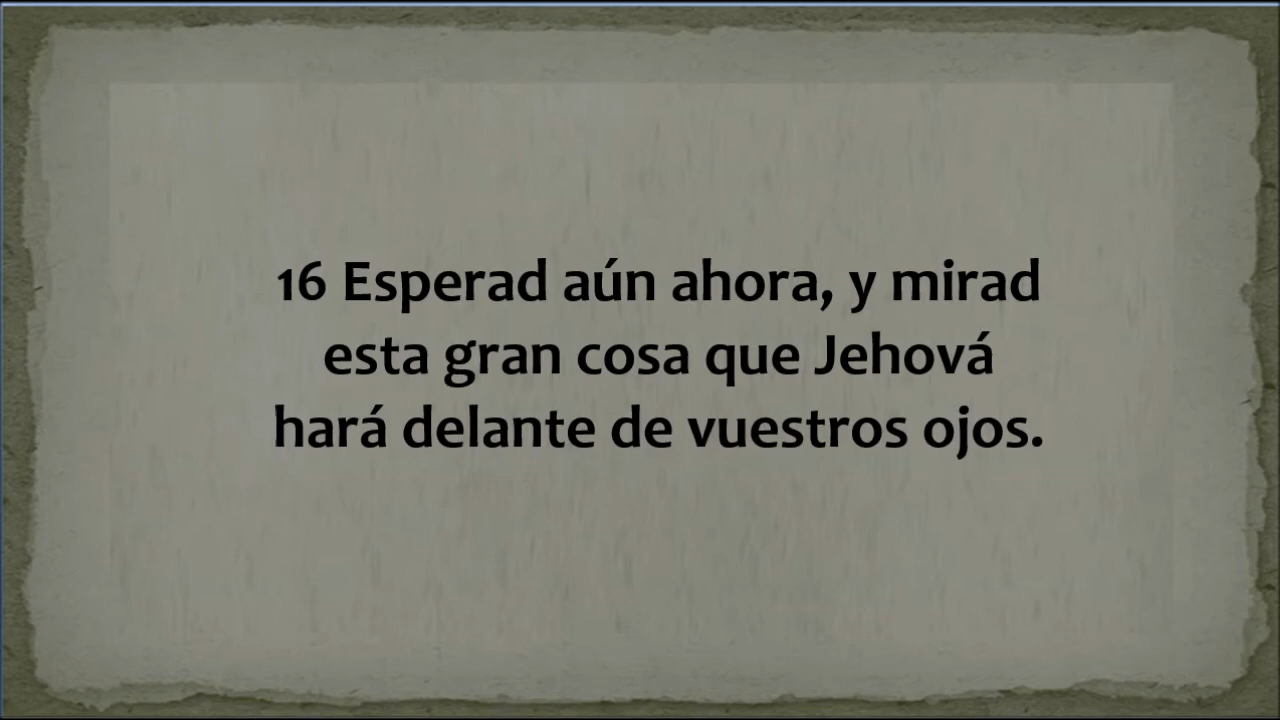 16 Esperad aún ahora, y mirad
esta gran cosa que Jehová
hará delante de vuestros ojos.